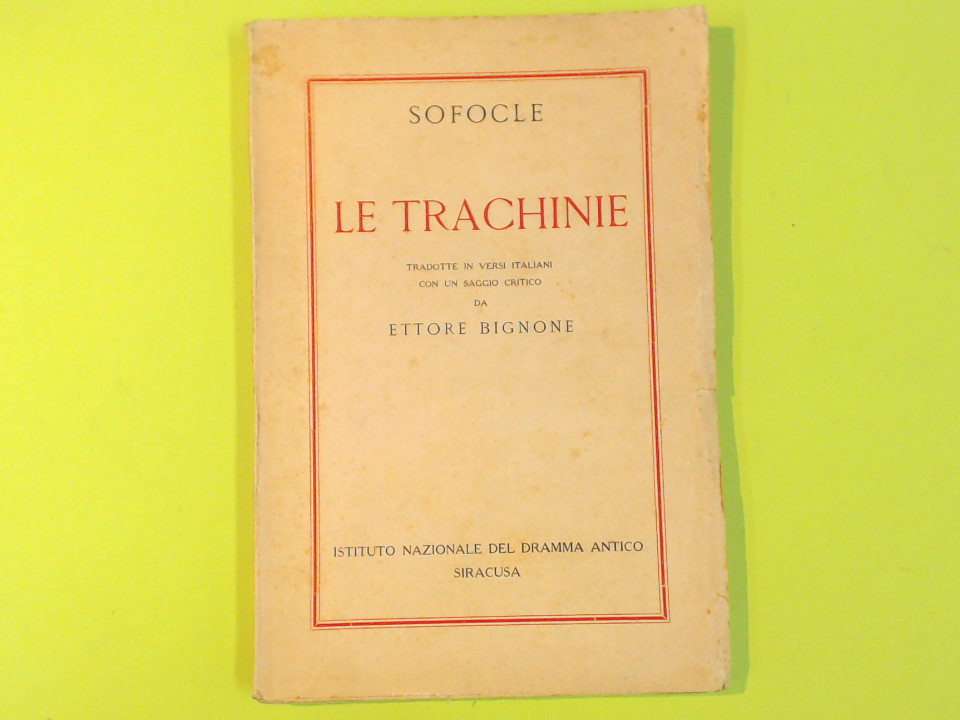 SOFOCLE
LE TRACHINIE
TRADOTTE IN VERSI ITALIANI
CON UN SAGGIO CRITICO
DA
ETTORE BIGNONE
ISTITUTO NAZIONALE DEL DRAMMA ANTICO
SIRACUSA